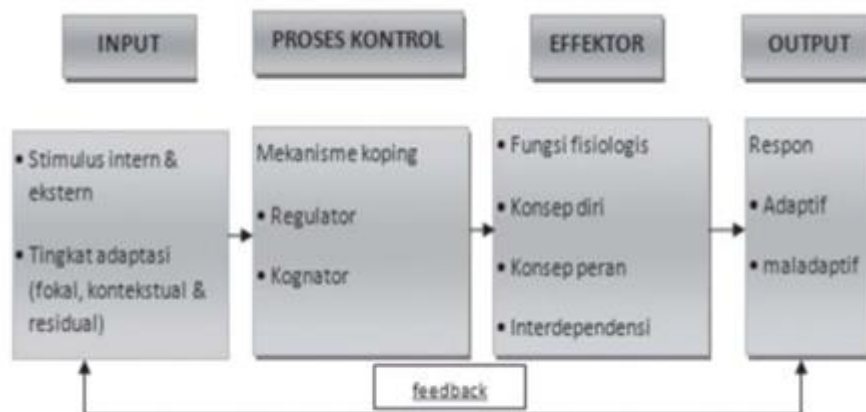 INPUT
PROSES KONTROL
EFFEKTOR
OUTPUT
▪ Stimulus intern &
ekstern
▪ Tingkat adaptasi
(fokal, kontekstual &
residual)
Mekanisme koping
▪ Regulator
▪ Kognator
▪ Fungsi fisiologis
▪ Konsep diri
▪ Konsep peran
▪ Interdependensi
Respon
▪ Adaptif
▪ maladaptif
feedback